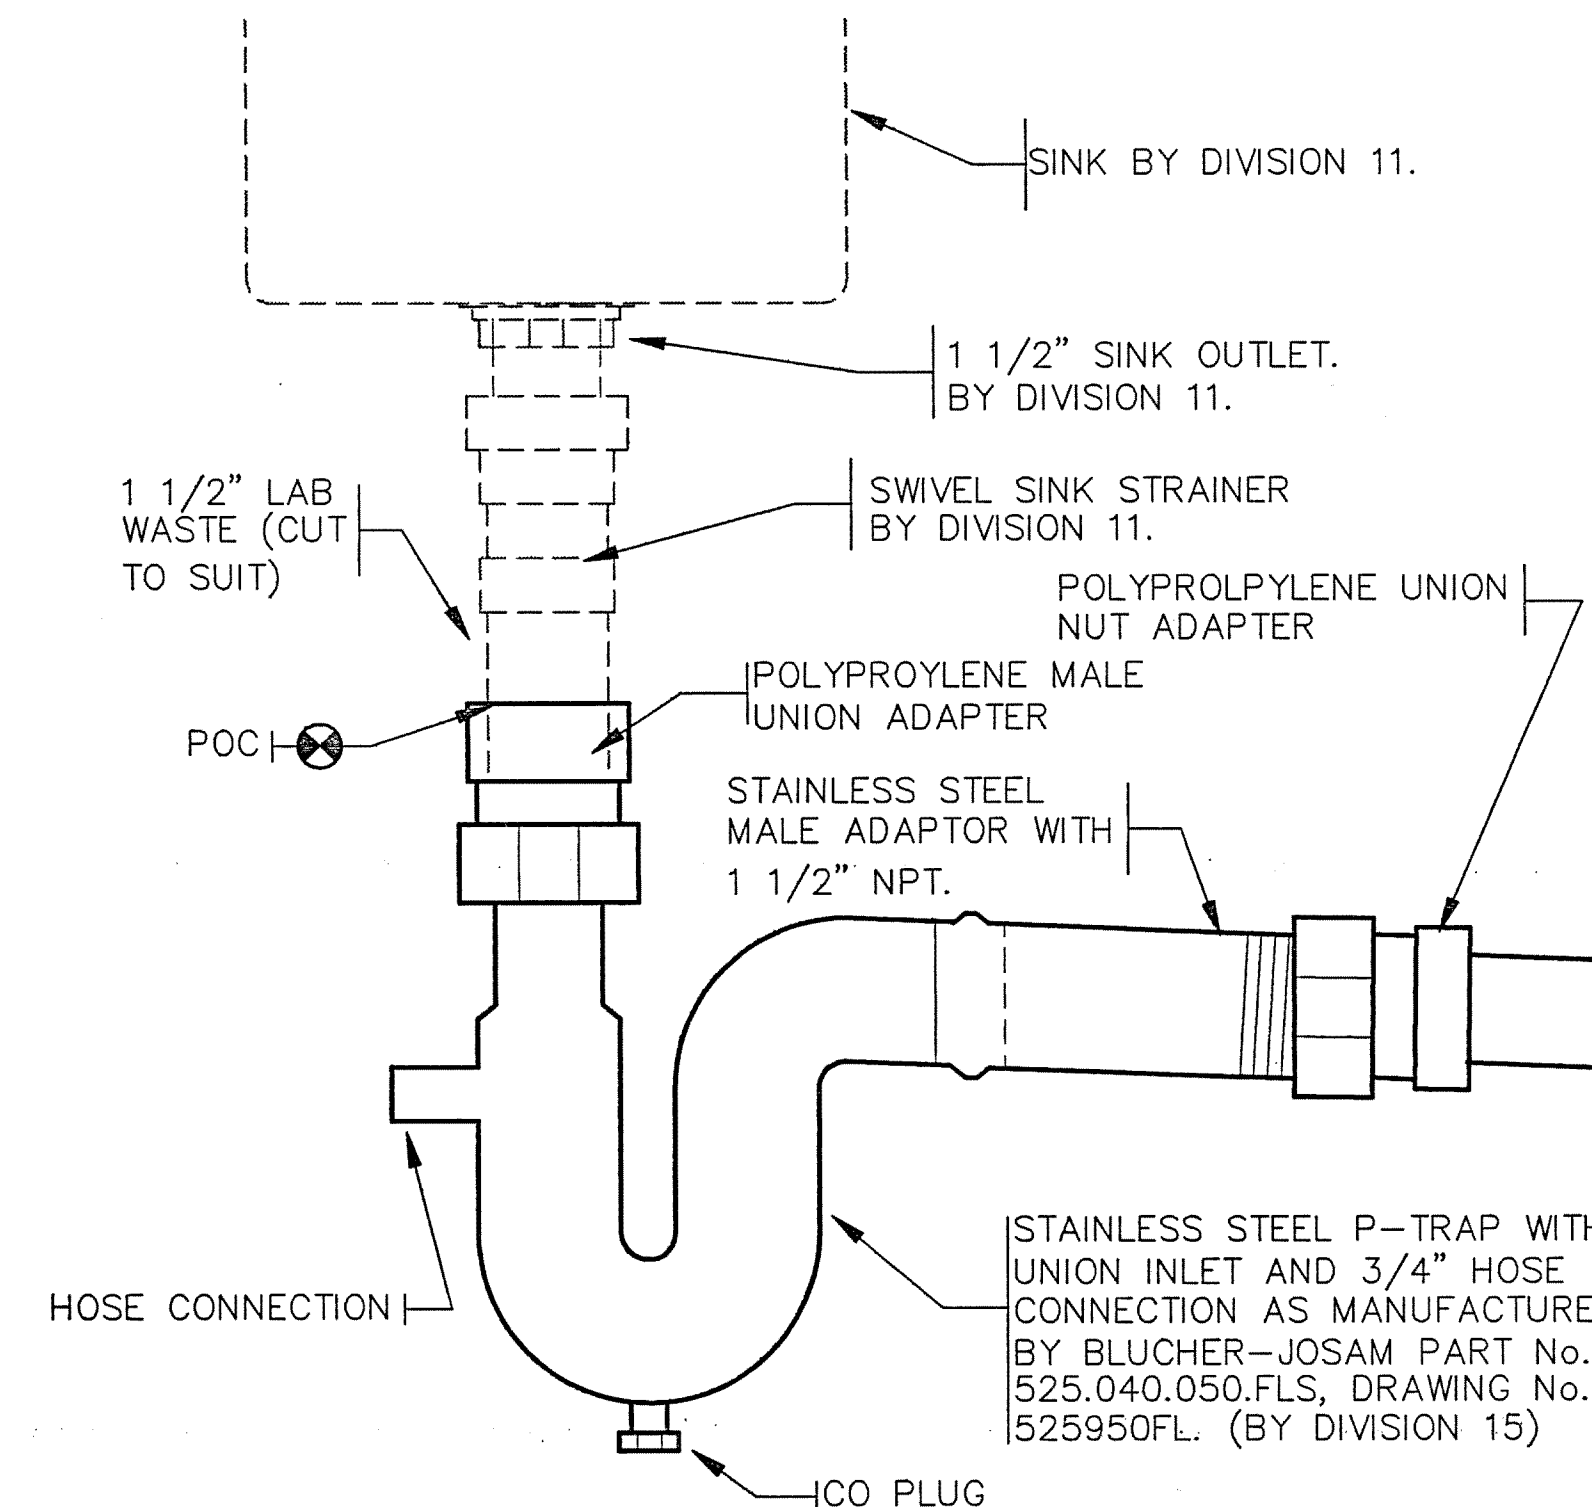 SINK BY DIVISION 11.
1 1/2" SINK OUTLET.
BY DIVISION 11.
1 1/2" LAB
WASTE (CUT
TO SUIT)
SWIVEL SINK STRAINER
BY DIVISION 11.
POLYPROLPYLENE UNION
NUT ADAPTER
POLYPROYLENE MALE
UNION ADAPTER
POC
STAINLESS STEEL
MALE ADAPTOR WITH
1 1/2" NPT.
STAINLESS STEEL P-TRAP WITH
UNION INLET AND 3/4" HOSE
CONNECTION AS MANUFACTURE
BY BLUCHER-JOSAM PART No.
525.040.050.FLS, DRAWING No.
525950FL. (BY DIVISION 15)
HOSE CONNECTION
CO PLUG